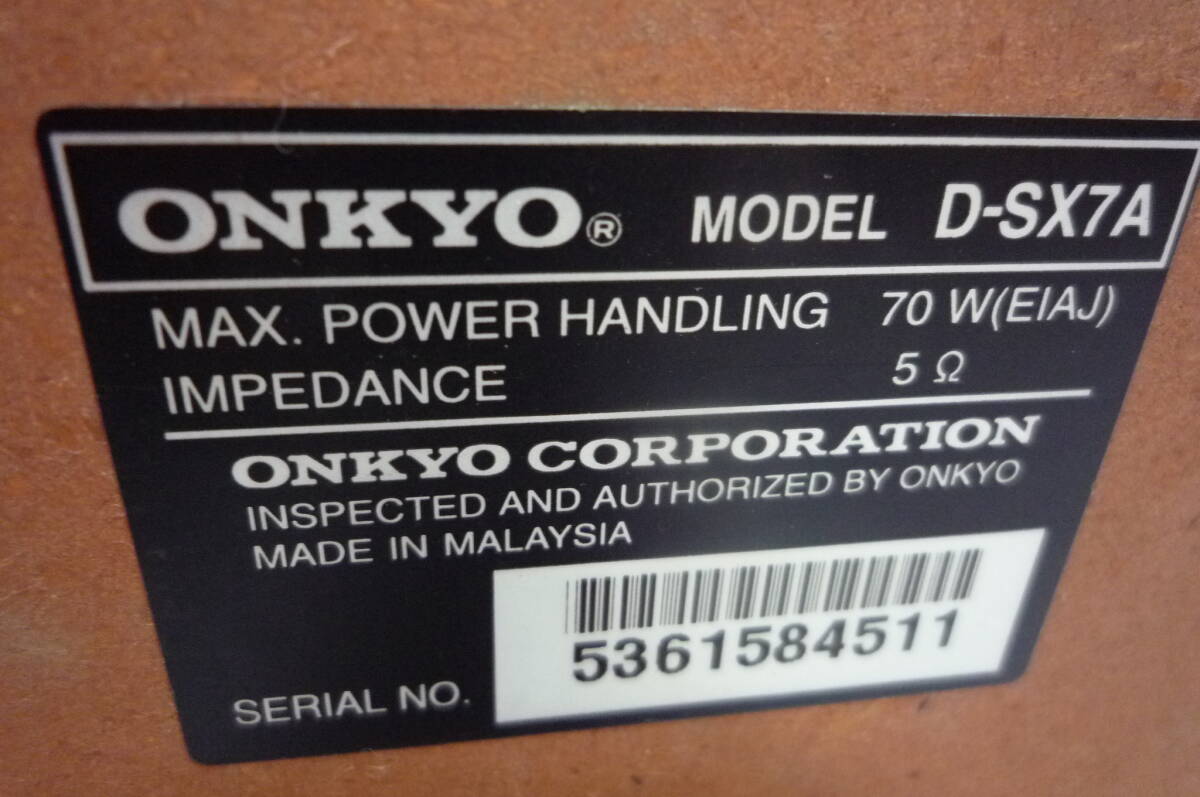 ONKYO® MODEL D-SX7A
MAX. POWER HANDLING 70 W(EIAJ)
IMPEDANCE 5 Ω
ONKYO CORPORATION
INSPECTED AND AUTHORIZED BY ONKYO
MADE IN MALAYSIA
SERIAL NO. 5361584511